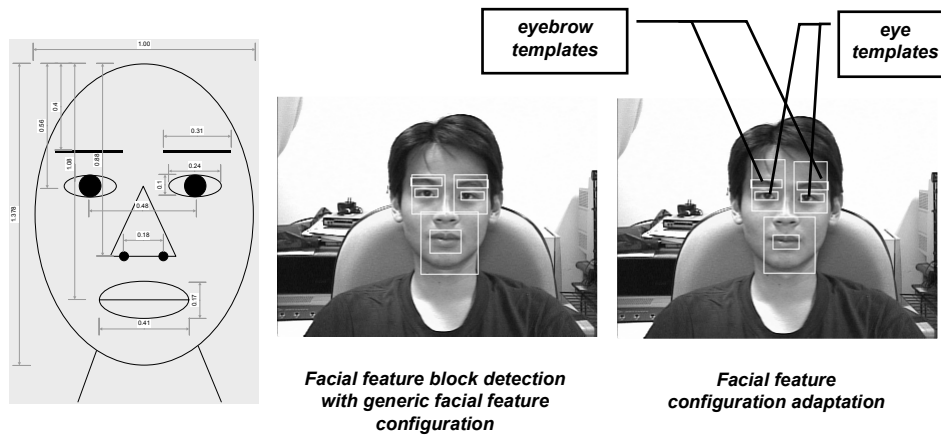 eyebrow
templates
eye
templates
1.00
0.4
0.56
0.31
0.88
1.08
0.24
0.1
0.48
1.378
0.18
0.17
0.41
Facial feature block detection
with generic facial feature
configuration
Facial feature
configuration adaptation